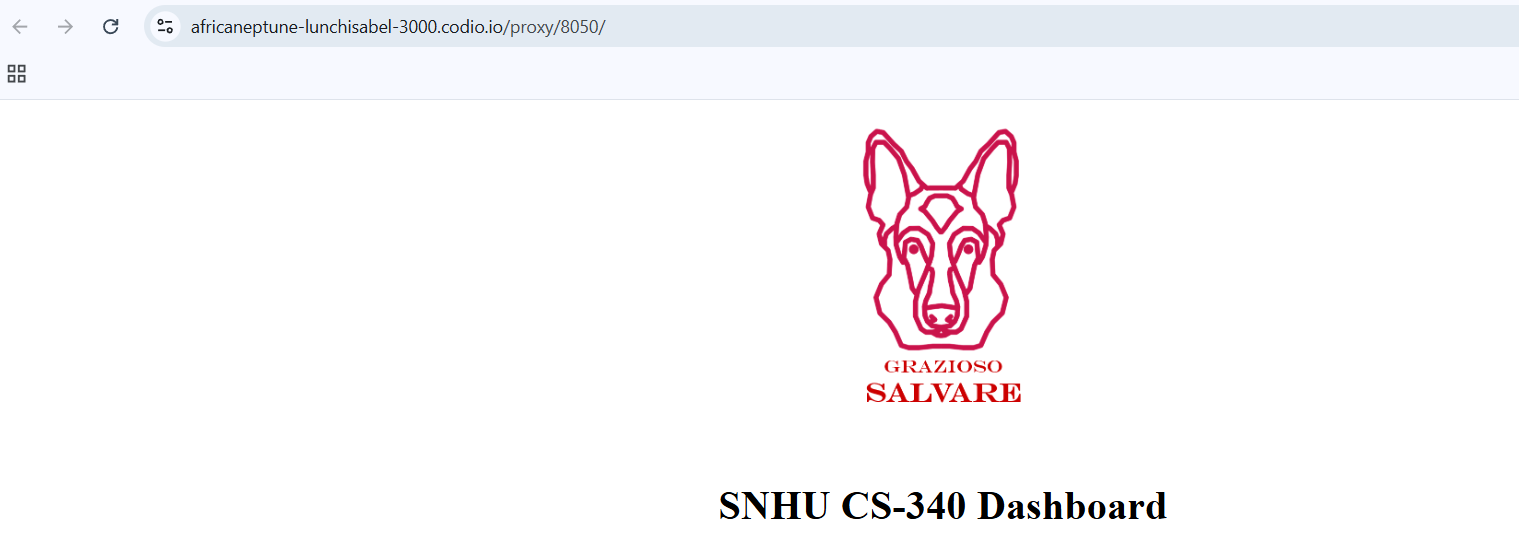 africaneptune-lunchisabel-3000.codio.io/proxy/8050/
GRAZIOSO
SALVARE
SNHU CS-340 Dashboard